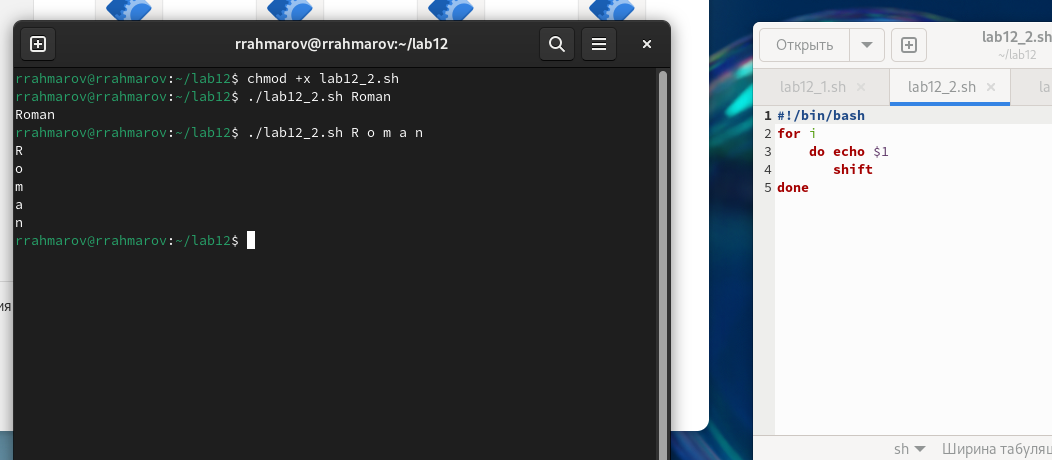 rrahmarov@rrahmarov:~/lab12
rrahmarov@rrahmarov:~/lab12$ chmod +x lab12_2.sh
rrahmarov@rrahmarov:~/lab12$ ./lab12_2.sh Roman
Roman
rrahmarov@rrahmarov:~/lab12$ ./lab12_2.sh R o m a n
R
o
m
a
n
rrahmarov@rrahmarov:~/lab12$
Открыть
lab12_2.sh
~/lab12
lab12_1.sh
lab12_2.sh
1 #!/bin/bash
2 for i
3 do echo $1
4 shift
5 done
sh
Ширина